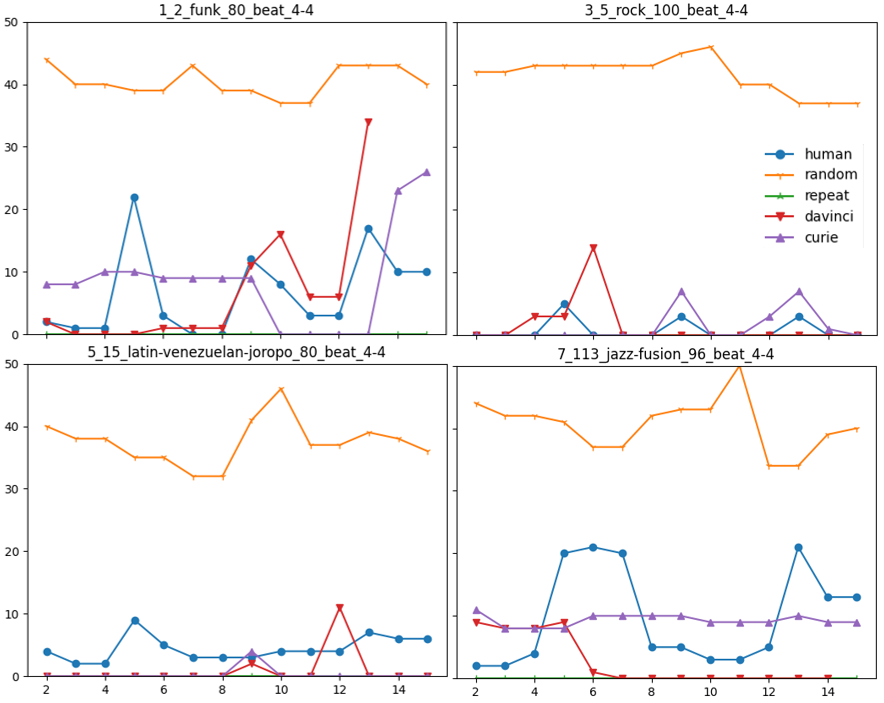 1_2_funk_80_beat_4-4
3_5_rock_100_beat_4-4
50
40
30
20
10
0
human
random
repeat
davinci
curie
5_15_latin-venezuelan-joropo_80_beat_4-4
7_113_jazz-fusion_96_beat_4-4
50
40
30
20
10
0
2 4 6 8 10 12 14
2 4 6 8 10 12 14